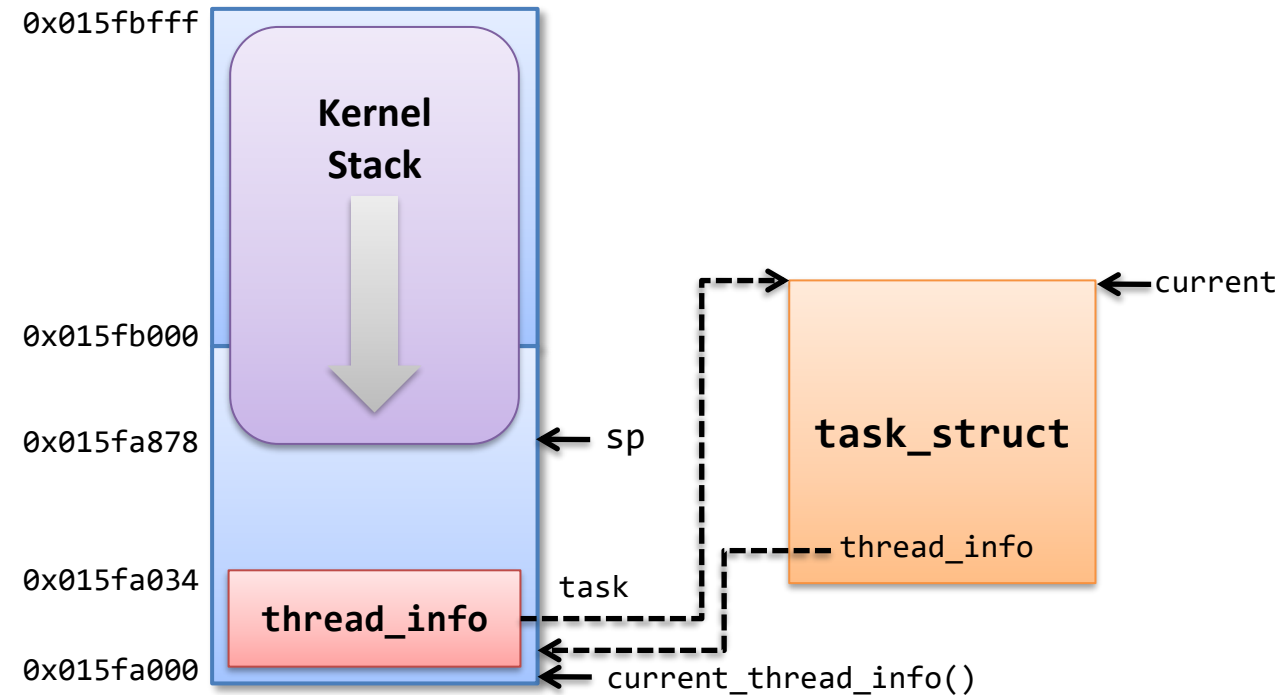 0x015fbfff
Kernel
Stack
current
0x015fb000
0x015fa878
sp
task_struct
thread_info
0x015fa034
task
thread_info
0x015fa000
current_thread_info()